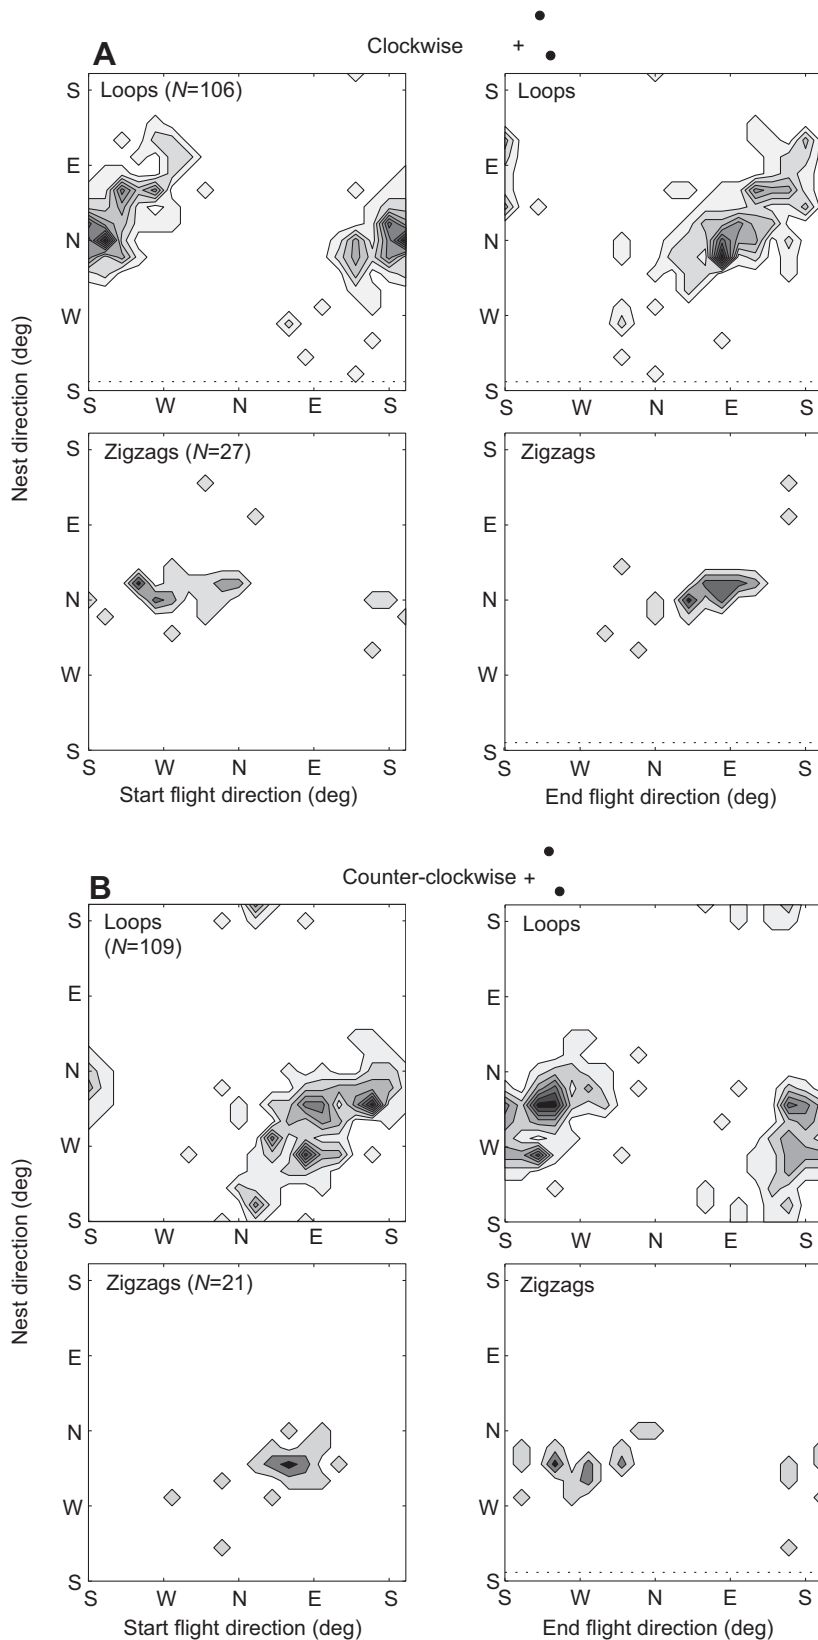 A
Clockwise +
Loops (N=106)
Loops
S
E
N
W
S
S W N E S
S
E
N
W
S
S W N E S
Nest direction (deg)
Zigzags (N=27)
Zigzags
S
E
N
W
S
S W N E S
S
E
N
W
S
S W N E S
Start flight direction (deg)
End flight direction (deg)
B
Counter-clockwise +
Loops
(N=109)
Loops
S
E
N
W
S
S W N E S
S
E
N
W
S
S W N E S
Nest direction (deg)
Zigzags (N=21)
Zigzags
S
E
N
W
S
S W N E S
S
E
N
W
S
S W N E S
Start flight direction (deg)
End flight direction (deg)